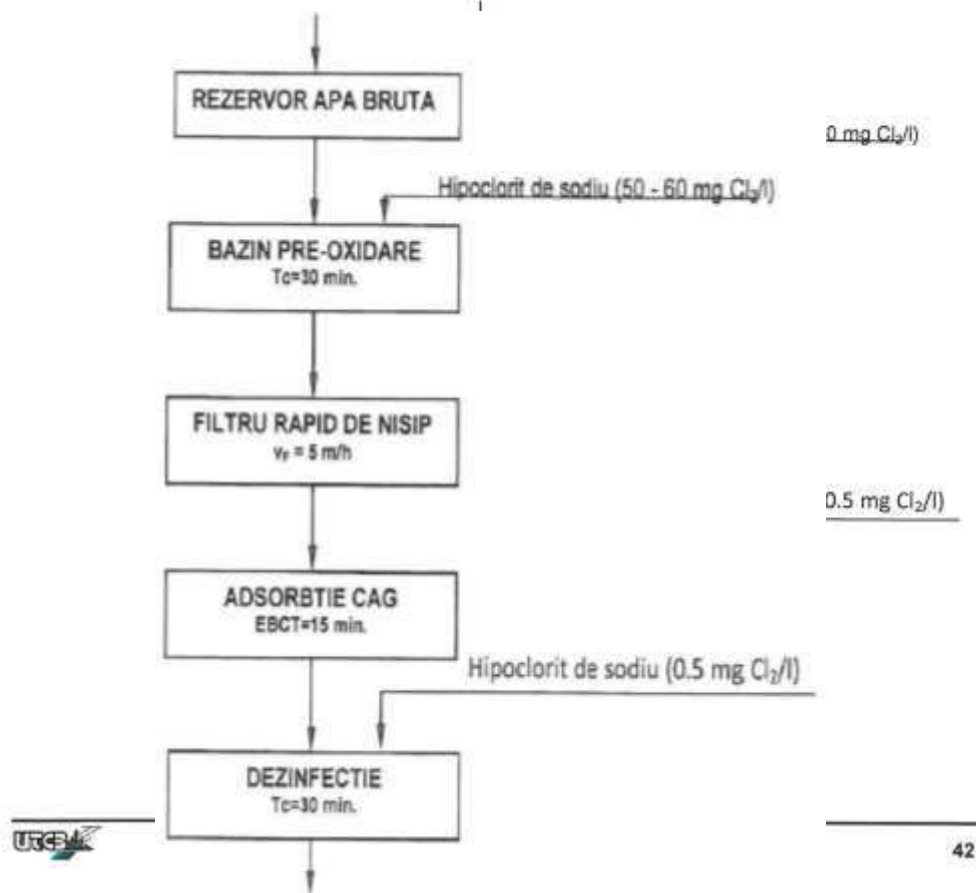 REZERVOR APA BRUTA
0 mg Cl₂/l)
Hipoclorit de sodiu (50 - 60 mg Cl₂/l)
BAZIN PRE-OXIDARE
Tc=30 min.
FILTRU RAPID DE NISIP
v_F = 5 m/h
0.5 mg Cl₂/l)
ADSORBTIE CAG
EBCT=15 min.
Hipoclorit de sodiu (0.5 mg Cl₂/l)
DEZINFECTIE
Tc=30 min.
UTCB
42